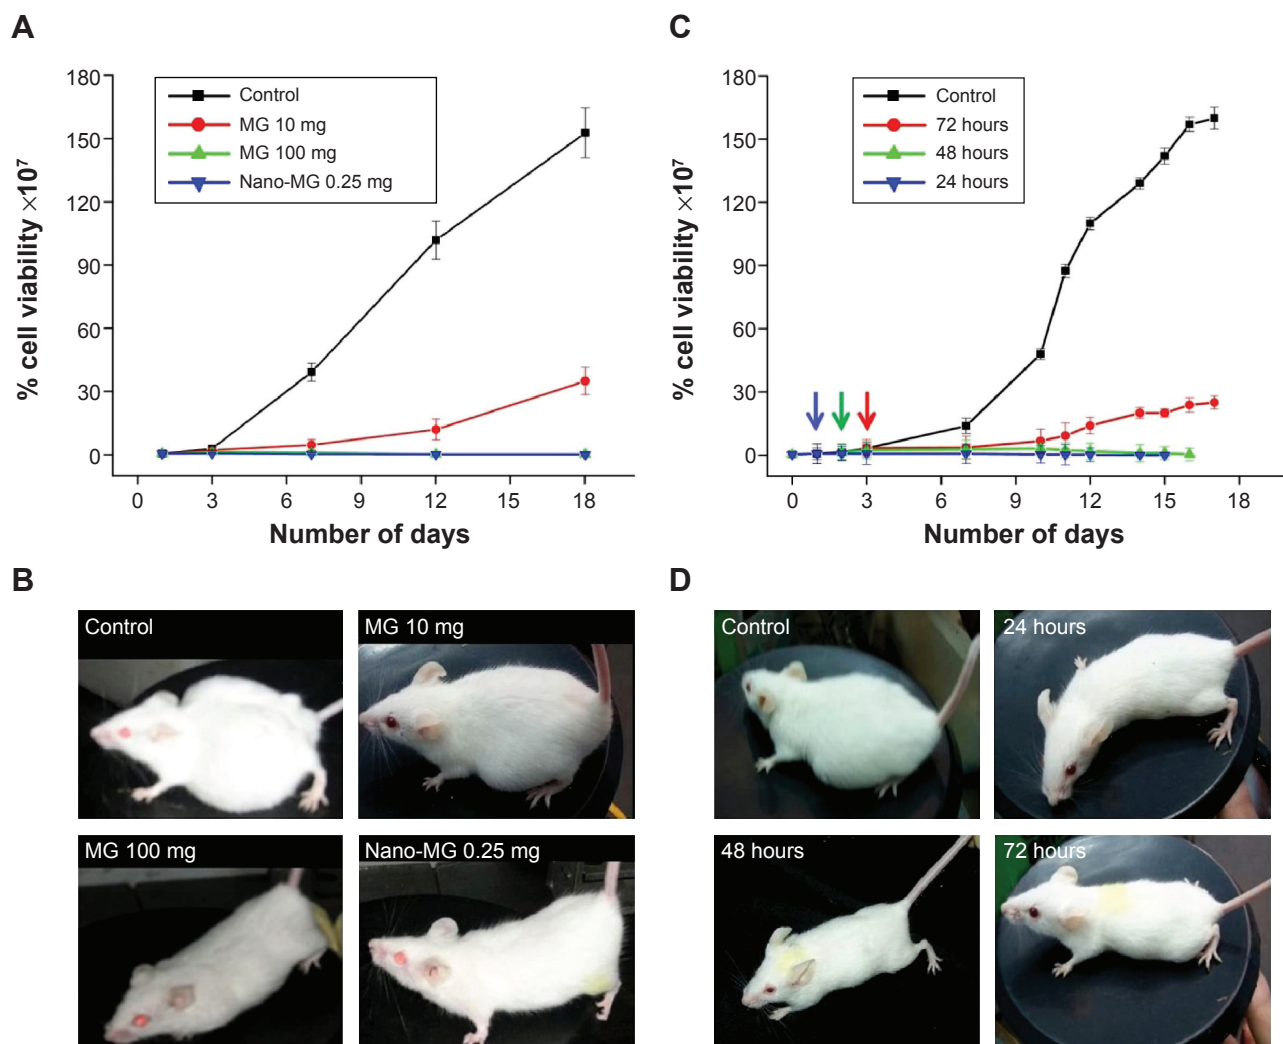 A
% cell viability ×10⁷
180
150
120
90
60
30
0
Control
MG 10 mg
MG 100 mg
Nano-MG 0.25 mg
0 3 6 9 12 15 18
Number of days
C
% cell viability ×10⁷
180
150
120
90
60
30
0
Control
72 hours
48 hours
24 hours
0 3 6 9 12 15 18
Number of days
B
Control
MG 10 mg
MG 100 mg
Nano-MG 0.25 mg
D
Control
24 hours
48 hours
72 hours